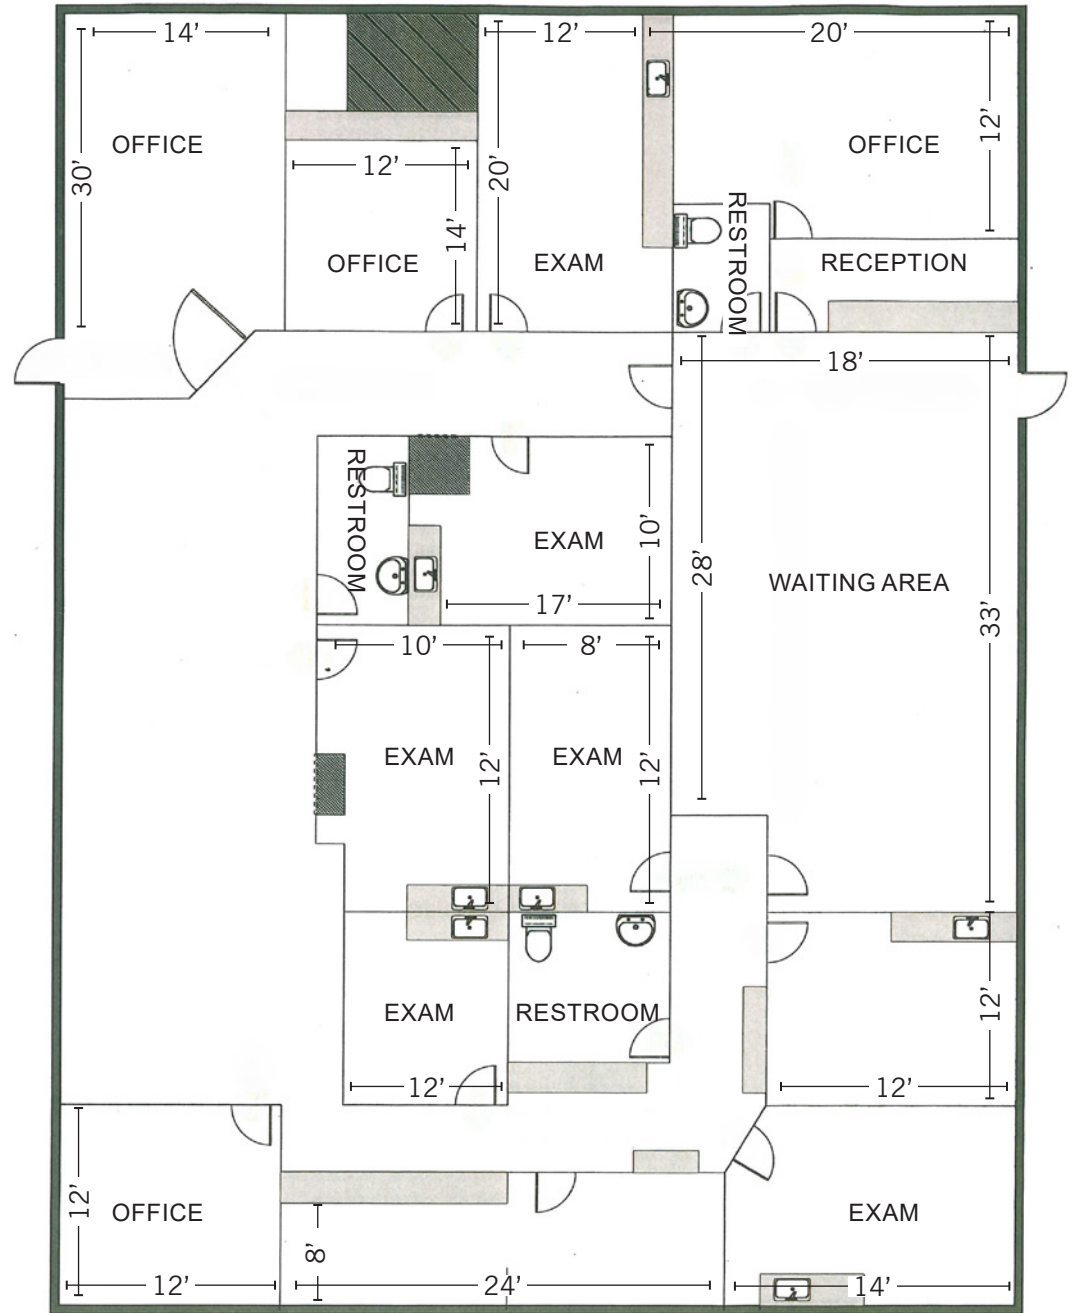 14'
12'
20'
OFFICE
30'
12'
14'
OFFICE
20'
EXAM
OFFICE
12'
RESTROOM
RECEPTION
18'
28'
WAITING AREA
33'
RESTROOM
EXAM
10'
17'
10'
8'
EXAM
12'
EXAM
12'
EXAM
12'
RESTROOM
12'
12'
OFFICE
12'
12'
8'
24'
EXAM
14'